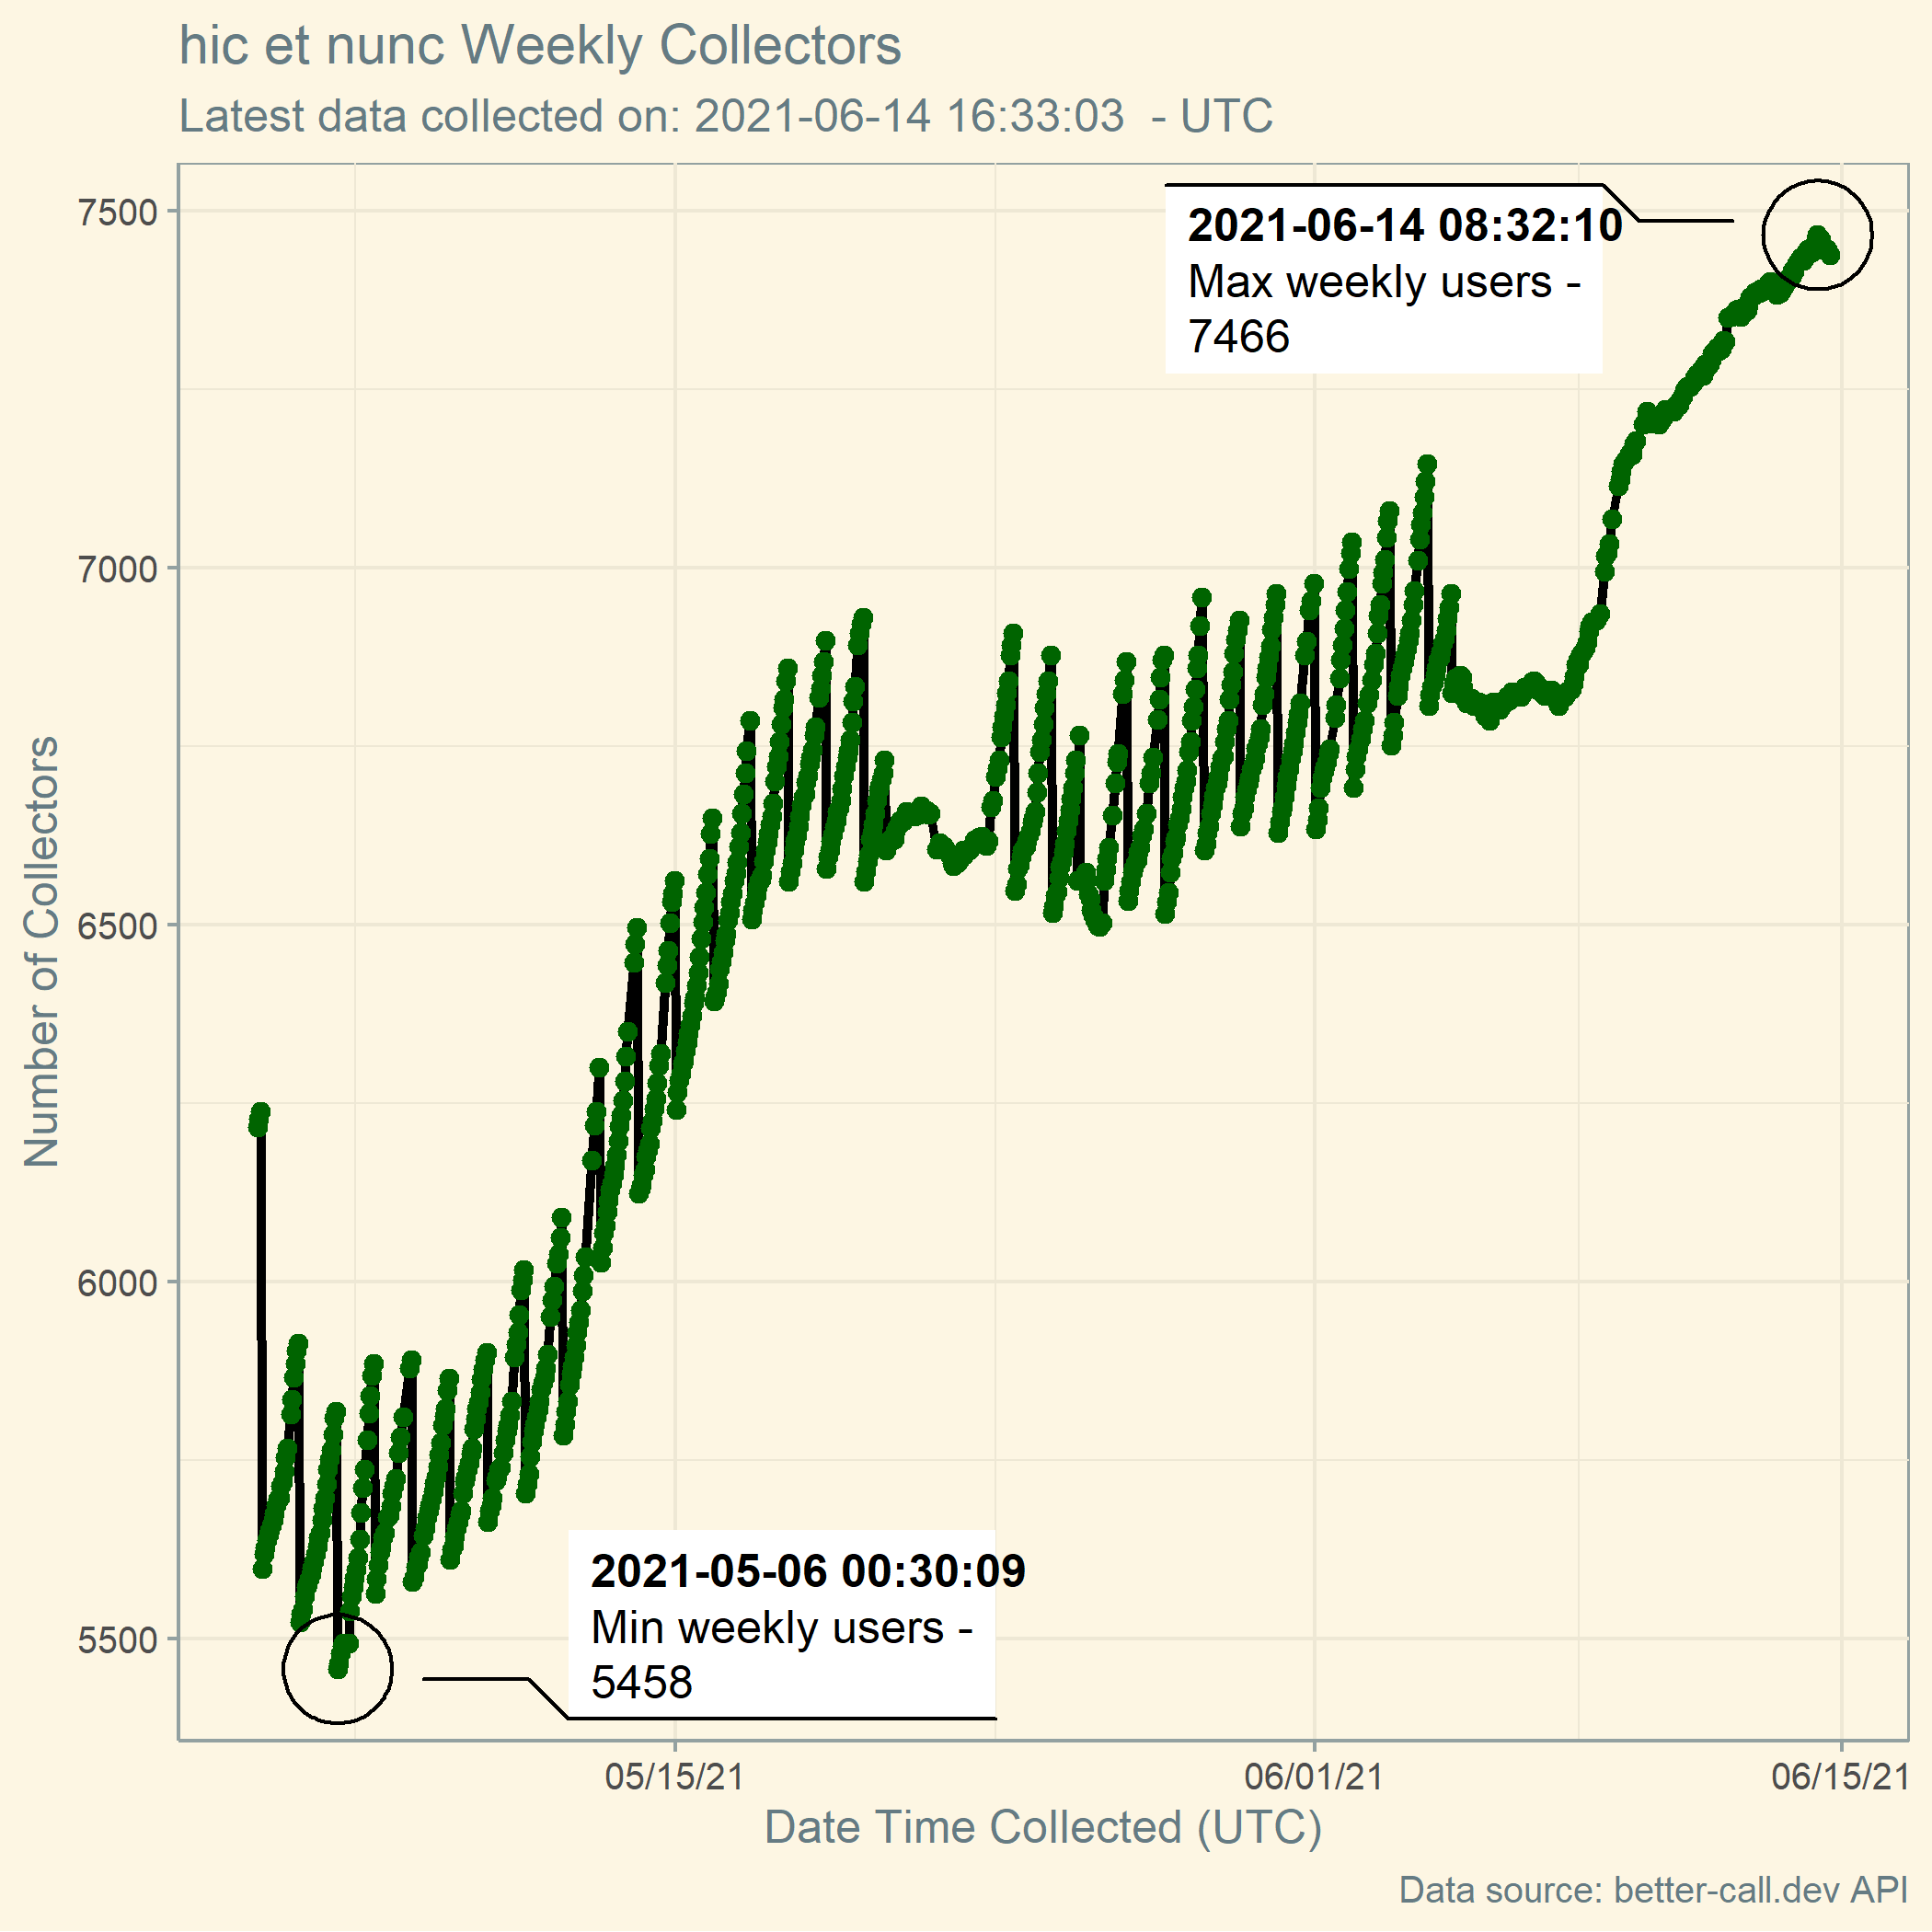 hic et nunc Weekly Collectors
Latest data collected on: 2021-06-14 16:33:03  - UTC
7500
7000
6500
6000
5500
Number of Collectors
2021-06-14 08:32:10
Max weekly users -
7466
2021-05-06 00:30:09
Min weekly users -
5458
05/15/21
06/01/21
06/15/21
Date Time Collected (UTC)
Data source: better-call.dev API